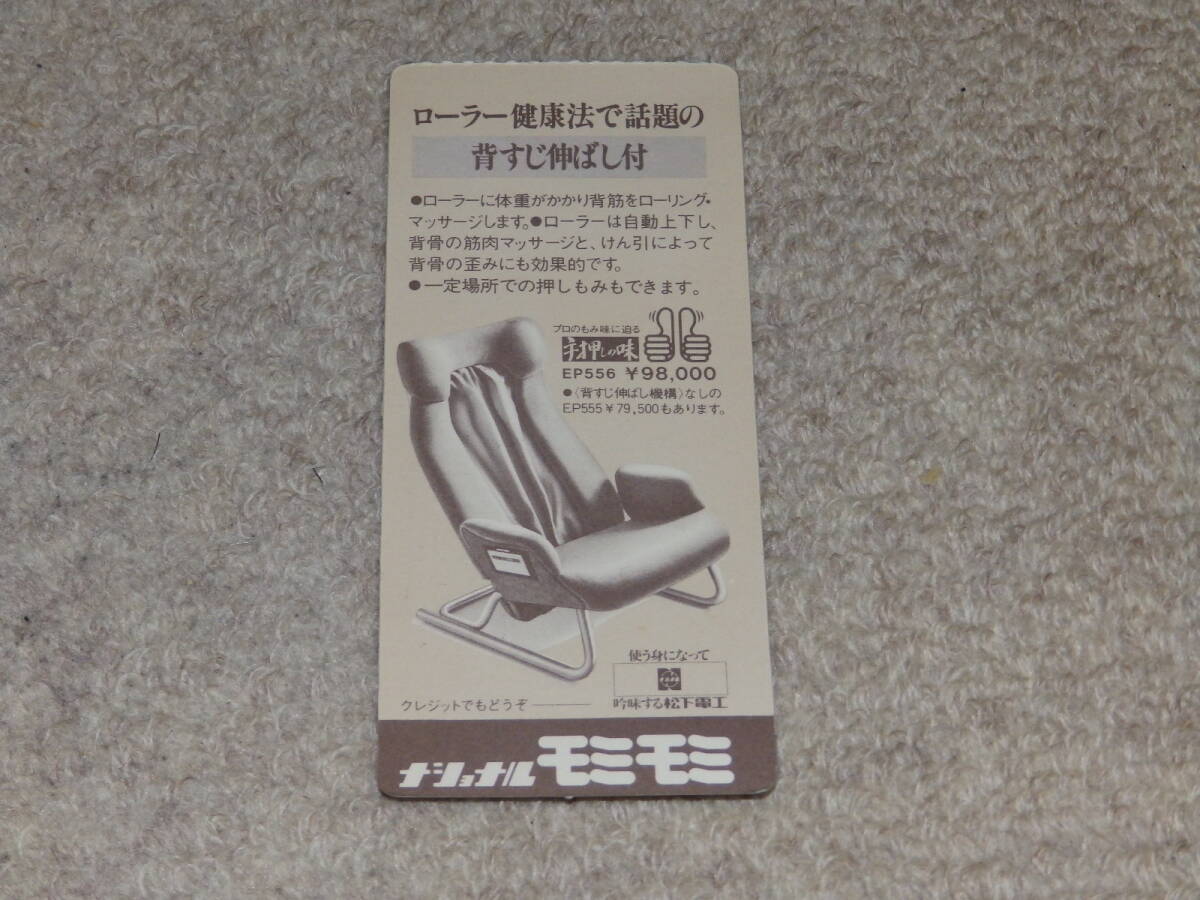 ローラー健康法で話題の
背すじ伸ばし付
●ローラーに体重がかかり背筋をローリング・
マッサージします。●ローラーは自動上下し、
背骨の筋肉マッサージと、けん引によって
背骨の歪みにも効果的です。
●一定場所での押しもみもできます。
プロのもみ味に迫る
手押しの味
EP556 ¥98,000
●〈背すじ伸ばし機構〉なしの
EP555¥79,500もあります。
使う身になって
吟味する松下電工
クレジットでもどうぞ
ナショナル モミモミ